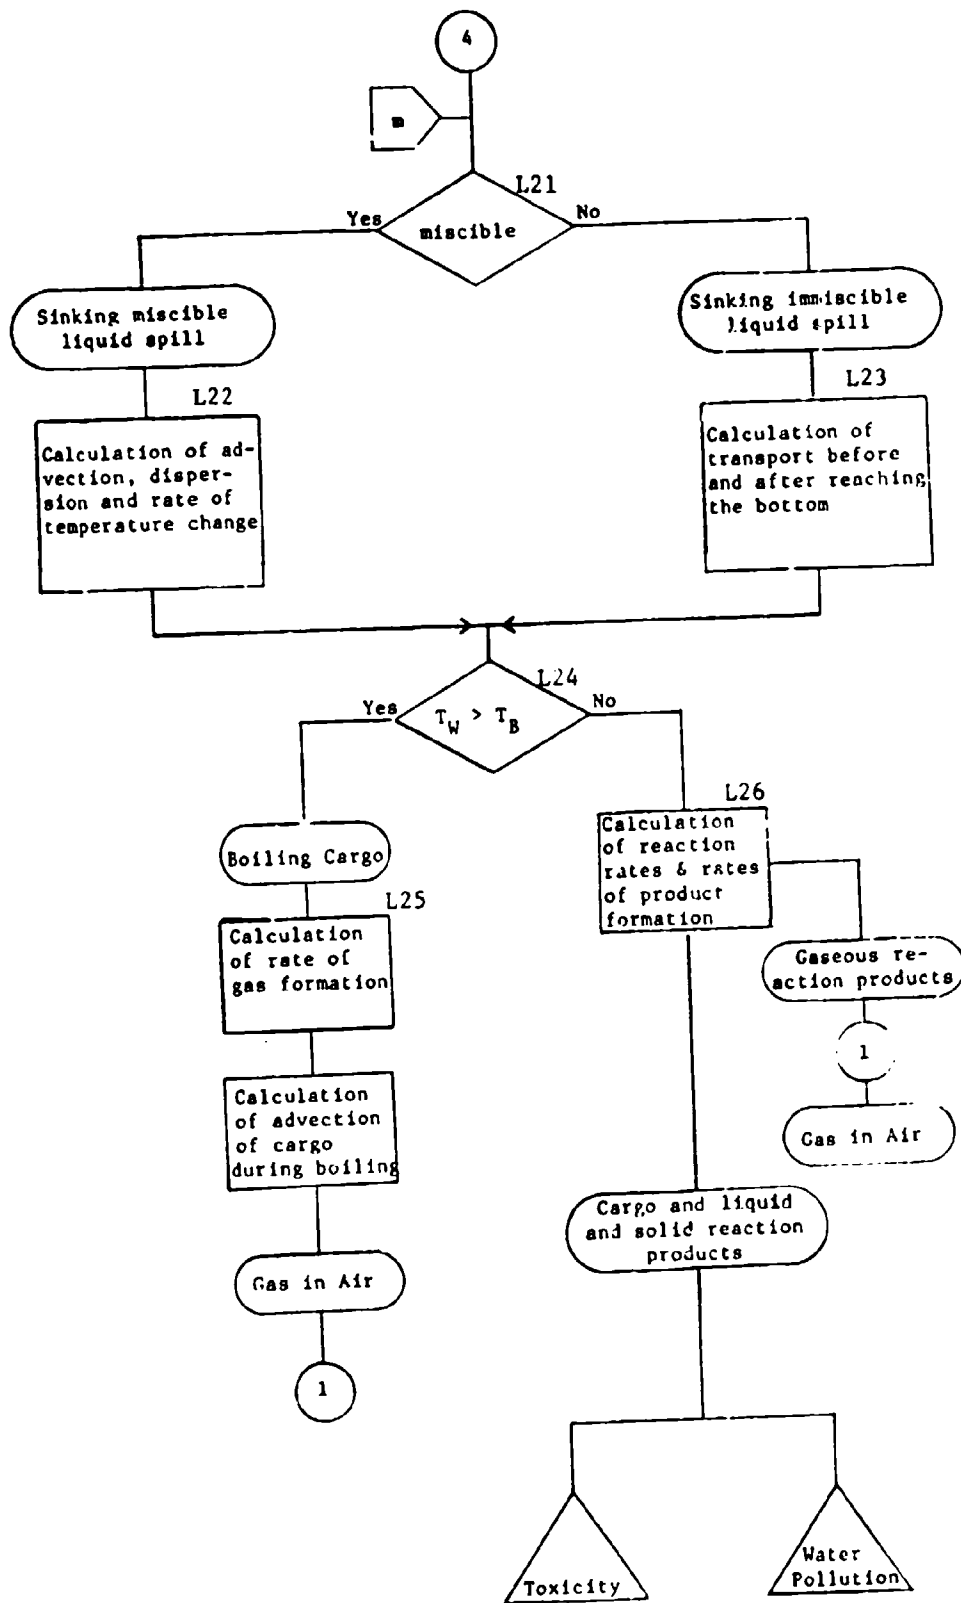 4
m
L21
Yes
No
miscible
Sinking miscible
liquid spill
Sinking immiscible
liquid spill
L22
L23
Calculation of ad-
vection, disper-
sion and rate of
temperature change
Calculation of
transport before
and after reaching
the bottom
L24
Yes
No
T_W > T_B
L26
Boiling Cargo
Calculation
of reaction
rates & rates
of product
formation
L25
Calculation
of rate of
gas formation
Gaseous re-
action products
1
Gas in Air
Calculation
of advection
of cargo
during boiling
Cargo and liquid
and solid reaction
products
Gas in Air
1
Toxicity
Water
Pollution